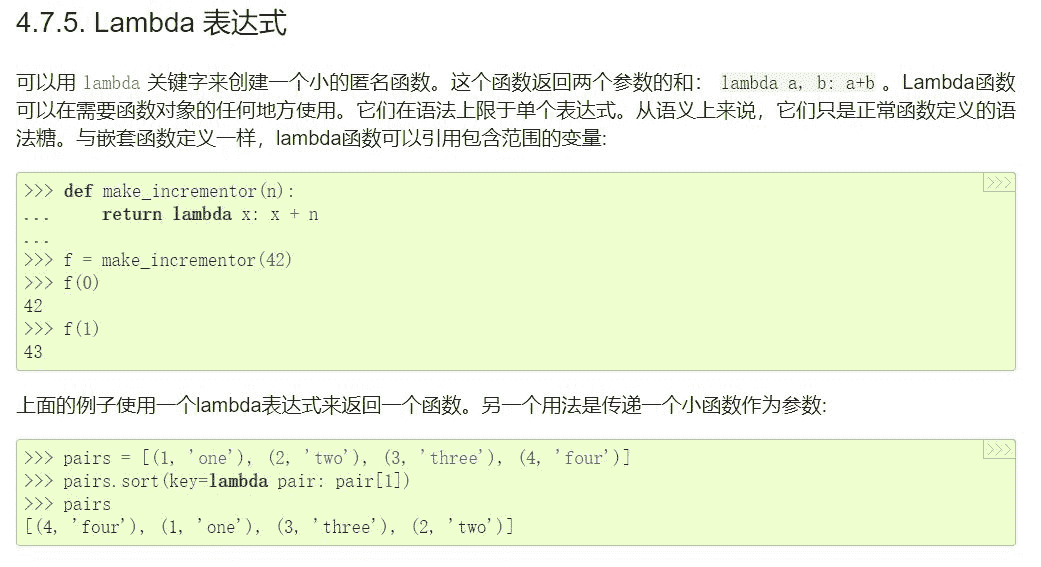 4.7.5. Lambda 表达式
可以用 lambda 关键字来创建一个小的匿名函数。这个函数返回两个参数的和： lambda a, b: a+b 。Lambda函数
可以在需要函数对象的任何地方使用。它们在语法上限于单个表达式。从语义上来说，它们只是正常函数定义的语
法糖。与嵌套函数定义一样，lambda函数可以引用包含范围的变量:
>>> def make_incrementor(n):
...     return lambda x: x + n
...
>>> f = make_incrementor(42)
>>> f(0)
42
>>> f(1)
43
>>>
上面的例子使用一个lambda表达式来返回一个函数。另一个用法是传递一个小函数作为参数:
>>> pairs = [(1, 'one'), (2, 'two'), (3, 'three'), (4, 'four')]
>>> pairs.sort(key=lambda pair: pair[1])
>>> pairs
[(4, 'four'), (1, 'one'), (3, 'three'), (2, 'two')]
>>>